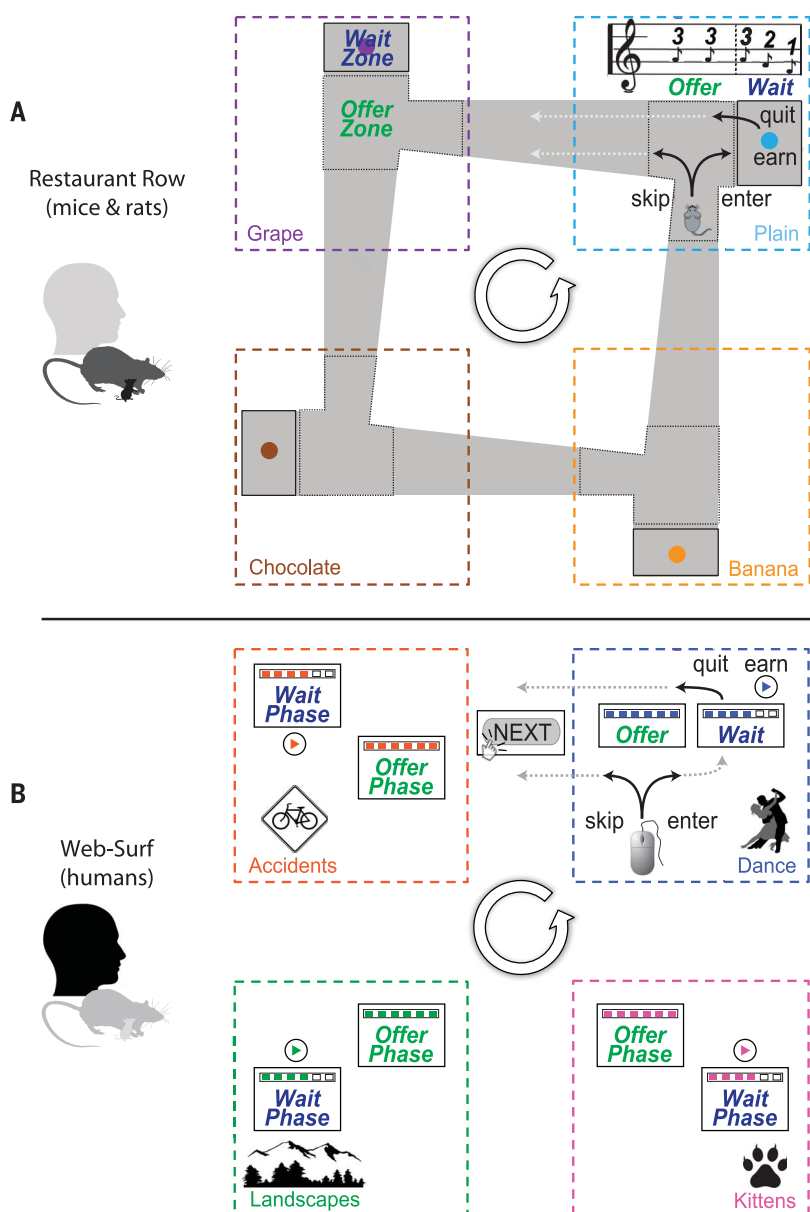 A
Restaurant Row
(mice & rats)
Wait
Zone
Offer
Zone
Grape
3 3 3 2 1
Offer Wait
quit
earn
skip enter
Plain
Chocolate
Banana
B
Web-Surf
(humans)
Wait
Phase
Offer
Phase
Accidents
NEXT
quit earn
Offer Wait
skip enter
Dance
Offer
Phase
Wait
Phase
Landscapes
Offer
Phase
Wait
Phase
Kittens